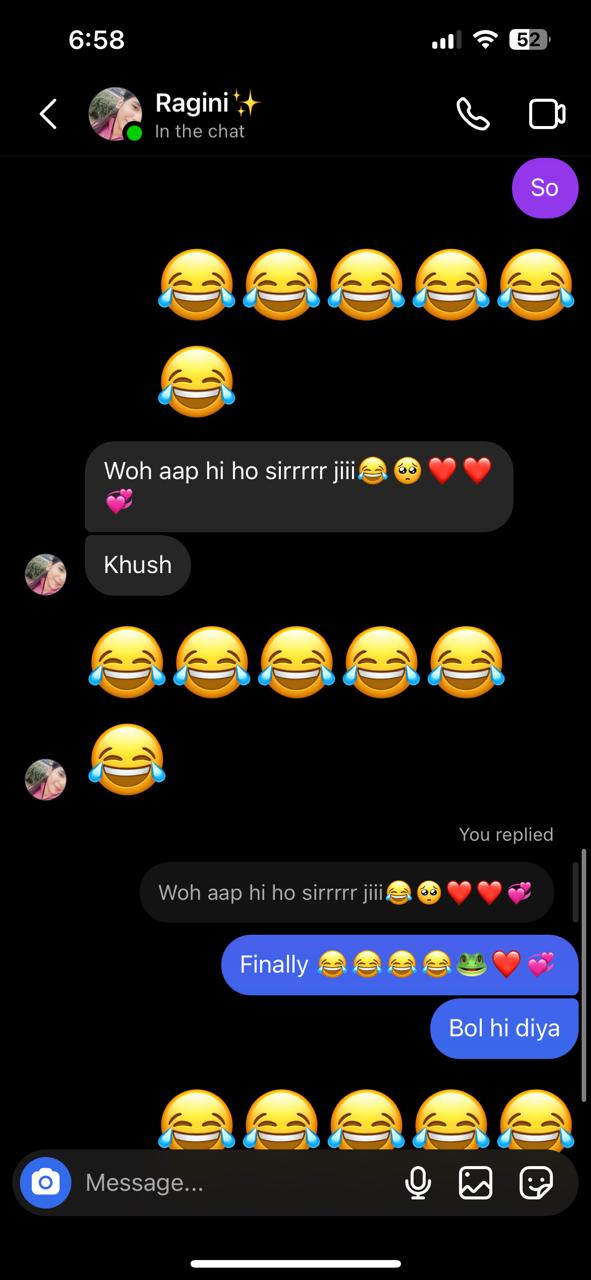 6:58
52
Ragini✨
In the chat
So
😂😂😂😂😂
😂
Woh aap hi ho sirrrrr jiii😂🥺❤️❤️
💞
Khush
😂😂😂😂😂
😂
You replied
Woh aap hi ho sirrrrr jiii😂🥺❤️❤️💞
Finally 😂😂😂😂🐸❤️💞
Bol hi diya
😂😂😂😂😂
Message...